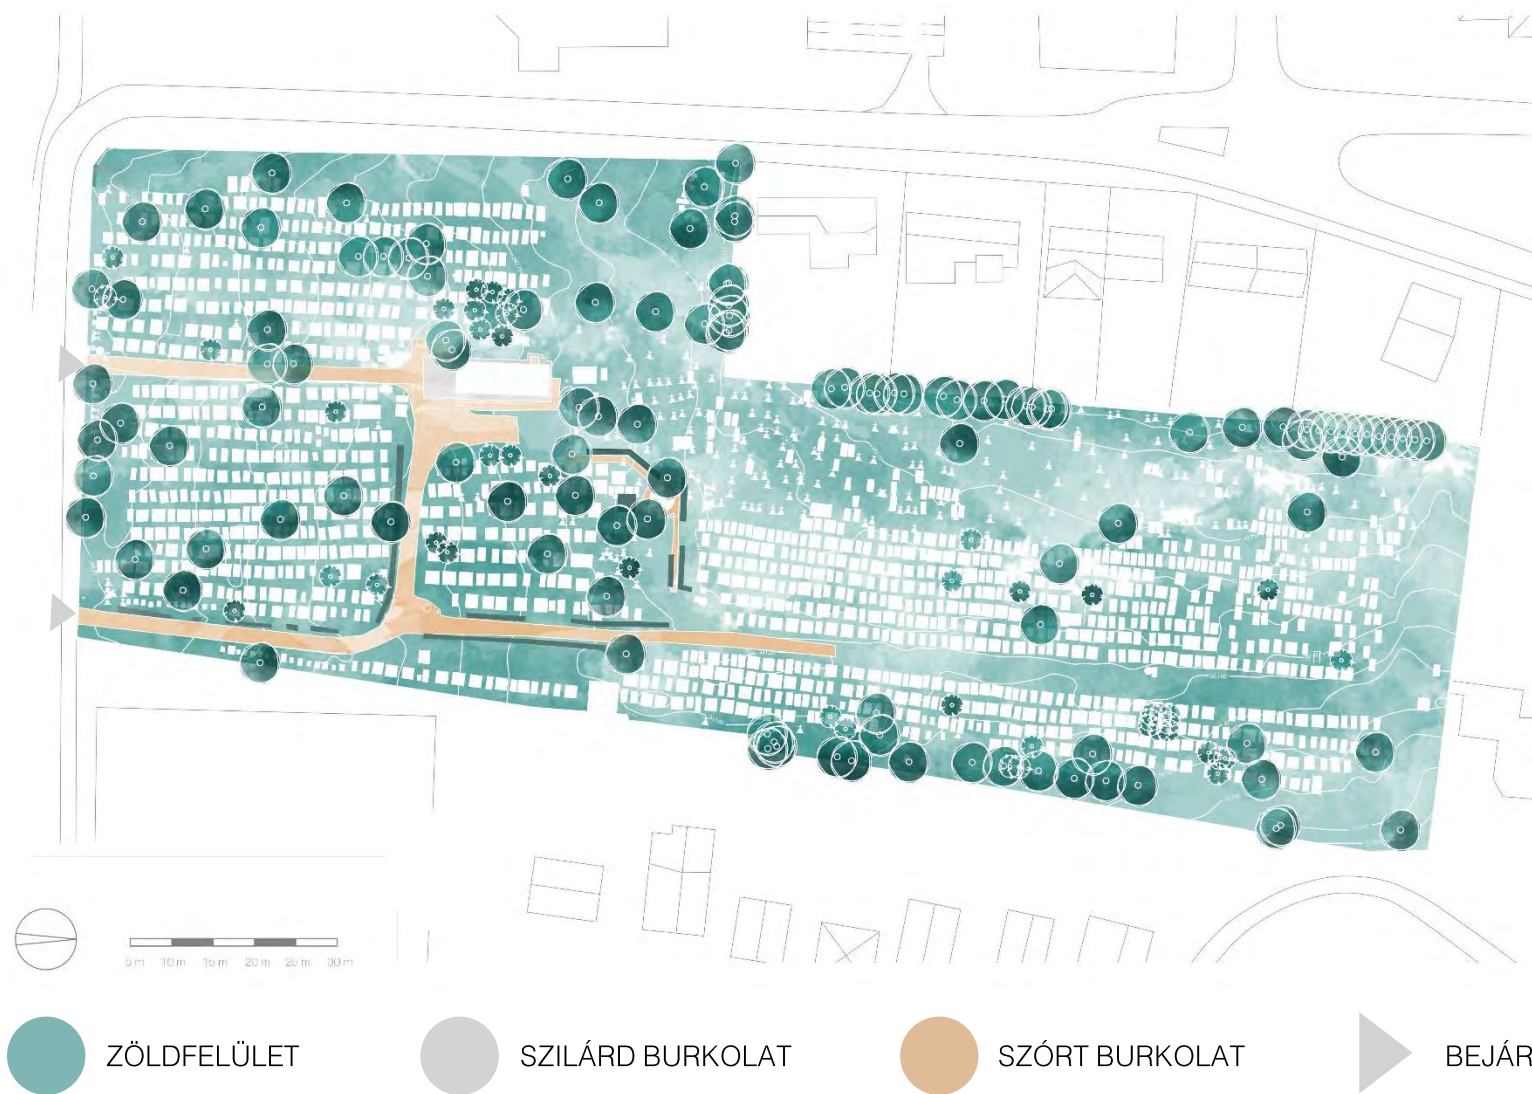 5 m 10 m 15 m 20 m 25 m 30 m
ZÖLDFELÜLET
SZILÁRD BURKOLAT
SZÓRT BURKOLAT
BEJÁR